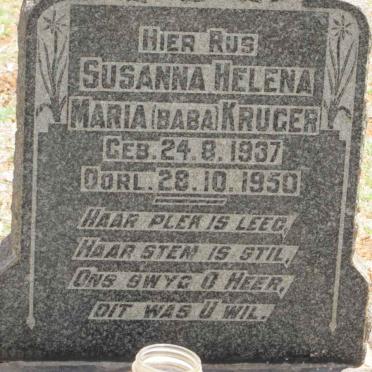 HIER RUS
SUSANNA HELENA
MARIA (BABA) KRUGER
GEB. 24.8.1937
OORL. 28.10.1950
HAAR PLEK IS LEEG,
HAAR STEM IS STIL,
ONS SWYG O HEER,
DIT WAS U WIL.